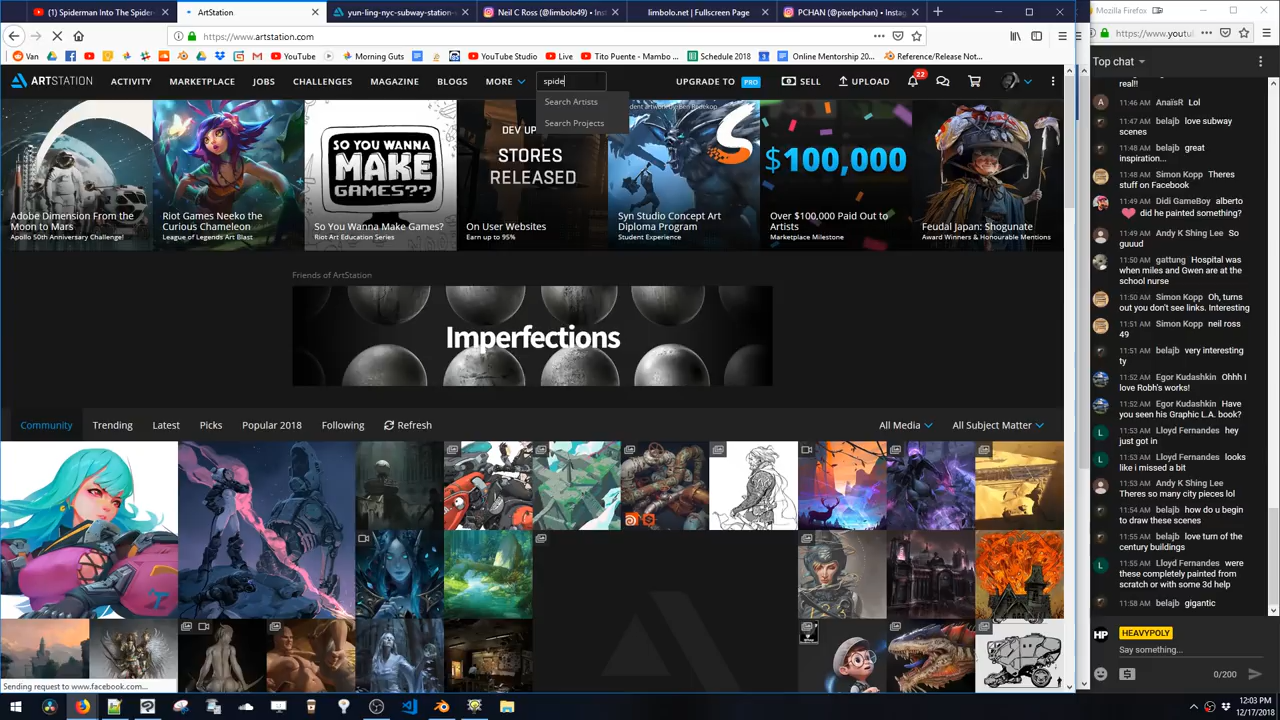 (1) Spiderman Into The Spider-
ArtStation
yun-ling-nyc-subway-station-
Neil C Ross (@limbolo49) • Inst
limbolo.net | Fullscreen Page
PCHAN (@pixelpchan) • Instag
Mozilla Firefox
https://www.artstation.com
https://www.youtu
Van
Morning Guts
YouTube Studio
Live
Tito Puente - Mambo ...
Schedule 2018
Online Mentorship 20...
Reference/Release Not...
ARTSTATION
ACTIVITY
MARKETPLACE
JOBS
CHALLENGES
MAGAZINE
BLOGS
MORE
spide
UPGRADE TO PRO
SELL
UPLOAD
22
Search Artists
Search Projects
Adobe Dimension From the
Moon to Mars
Apollo 50th Anniversary Challenge!
Riot Games Neeko the
Curious Chameleon
League of Legends Art Blast
SO YOU WANNA
MAKE
GAMES??
So You Wanna Make Games?
Riot Art Education Series
DEV UP
STORES
RELEASED
On User Websites
Earn up to 95%
Syn Studio Concept Art
Diploma Program
Student Experience
$100,000
Over $100,000 Paid Out to
Artists
Marketplace Milestone
Feudal Japan: Shogunate
Award Winners & Honourable Mentions
Friends of ArtStation
Imperfections
Community
Trending
Latest
Picks
Popular 2018
Following
Refresh
All Media
All Subject Matter
Sending request to www.facebook.com...
Top chat
real!!
11:46 AM AnaïsR Lol
11:47 AM belajb love subway
scenes
11:48 AM belajb great
inspiration...
11:48 AM Simon Kopp Theres
stuff on Facebook
11:49 AM Didi GameBoy alberto
did he painted something?
11:49 AM Andy K Shing Lee So
guuud
11:50 AM gattung Hospital was
when miles and Gwen are at the
school nurse
11:50 AM Simon Kopp Oh, turns
out you don't see links. Interesting
11:51 AM Simon Kopp neil ross
49
11:51 AM belajb very interesting
ty
11:52 AM Egor Kudashkin Ohhh I
love Robh's works!
11:52 AM Egor Kudashkin Have
you seen his Graphic L.A. book?
11:53 AM Lloyd Fernandes hey
just got in
11:53 AM Lloyd Fernandes looks
like i missed a bit
11:53 AM Andy K Shing Lee
Theres so many city pieces lol
11:54 AM belajb how do u begin
to draw these scenes
11:55 AM belajb love turn of the
century buildings
11:55 AM Lloyd Fernandes were
these completely painted from
scratch or with some 3d help
11:58 AM belajb gigantic
HP
HEAVYPOLY
Say something...
0/200
12:03 PM
12/17/2018